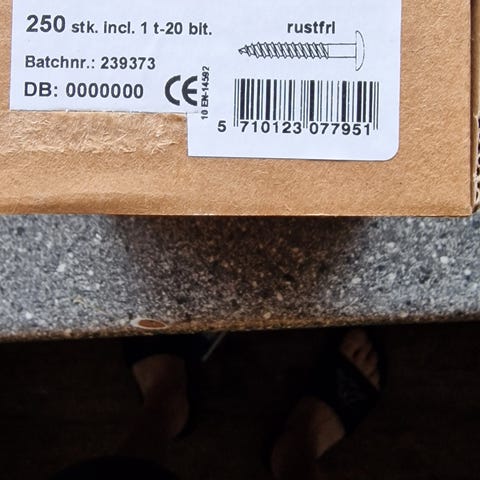 250 stk. incl. 1 t-20 bit.
rustfri
Batchnr.: 239373
DB: 0000000
CE
10 EN-14592
5 710123 077951